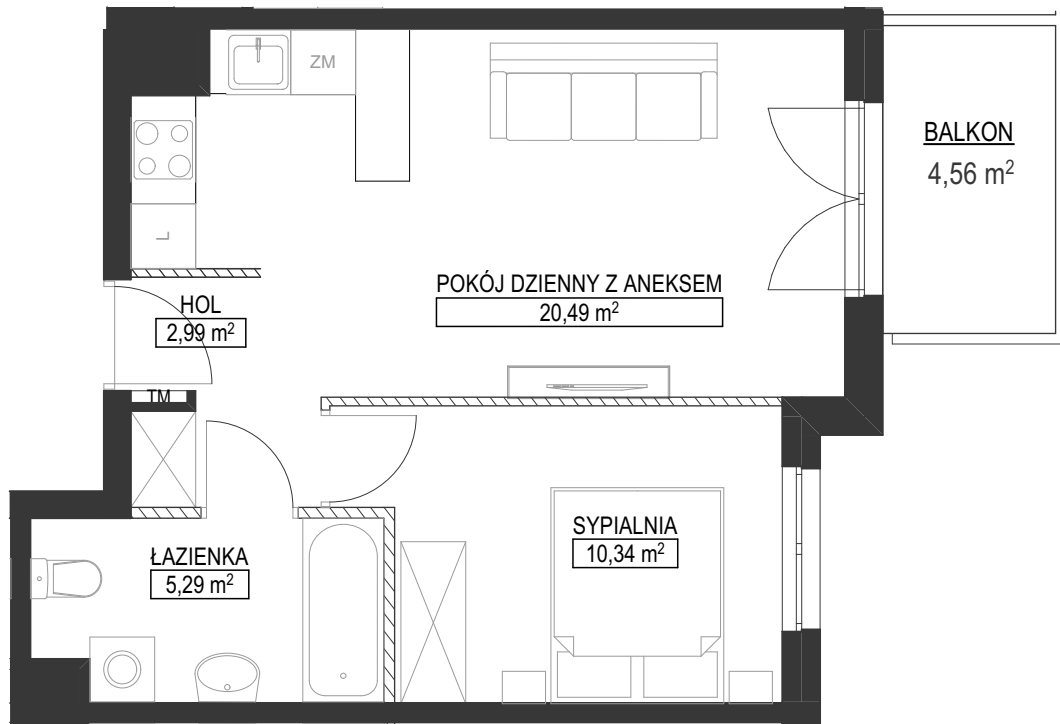 ZM
BALKON
4,56 m²
L
POKÓJ DZIENNY Z ANEKSEM
20,49 m²
HOL
2,99 m²
TM
SYPIALNIA
10,34 m²
ŁAZIENKA
5,29 m²